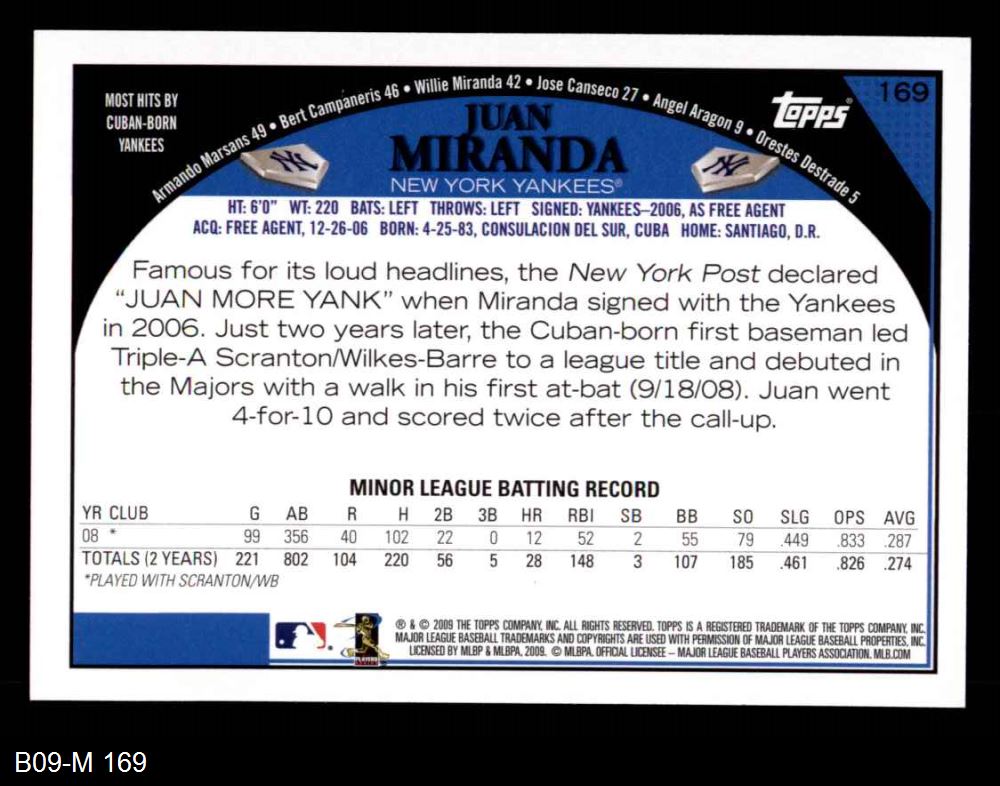 MOST HITS BY
CUBAN-BORN
YANKEES
Armando Marsans 49 • Bert Campaneris 46 • Willie Miranda 42 • Jose Canseco 27 • Angel Aragon 9 • Orestes Destrade 5
topps®
169
JUAN
MIRANDA
NEW YORK YANKEES®
HT: 6'0" WT: 220 BATS: LEFT THROWS: LEFT SIGNED: YANKEES–2006, AS FREE AGENT
ACQ: FREE AGENT, 12-26-06 BORN: 4-25-83, CONSULACION DEL SUR, CUBA HOME: SANTIAGO, D.R.
Famous for its loud headlines, the New York Post declared
“JUAN MORE YANK” when Miranda signed with the Yankees
in 2006. Just two years later, the Cuban-born first baseman led
Triple-A Scranton/Wilkes-Barre to a league title and debuted in
the Majors with a walk in his first at-bat (9/18/08). Juan went
4-for-10 and scored twice after the call-up.
MINOR LEAGUE BATTING RECORD
YR CLUB G AB R H 2B 3B HR RBI SB BB SO SLG OPS AVG
08 * 99 356 40 102 22 0 12 52 2 55 79 .449 .833 .287
TOTALS (2 YEARS) 221 802 104 220 56 5 28 148 3 107 185 .461 .826 .274
*PLAYED WITH SCRANTON/WB
® & © 2009 THE TOPPS COMPANY, INC. ALL RIGHTS RESERVED. TOPPS IS A REGISTERED TRADEMARK OF THE TOPPS COMPANY, INC.
MAJOR LEAGUE BASEBALL TRADEMARKS AND COPYRIGHTS ARE USED WITH PERMISSION OF MAJOR LEAGUE BASEBALL PROPERTIES, INC.
LICENSED BY MLBP & MLBPA, 2009. © MLBPA. OFFICIAL LICENSEE – MAJOR LEAGUE BASEBALL PLAYERS ASSOCIATION. MLB.COM
PLAYERS
B09-M 169